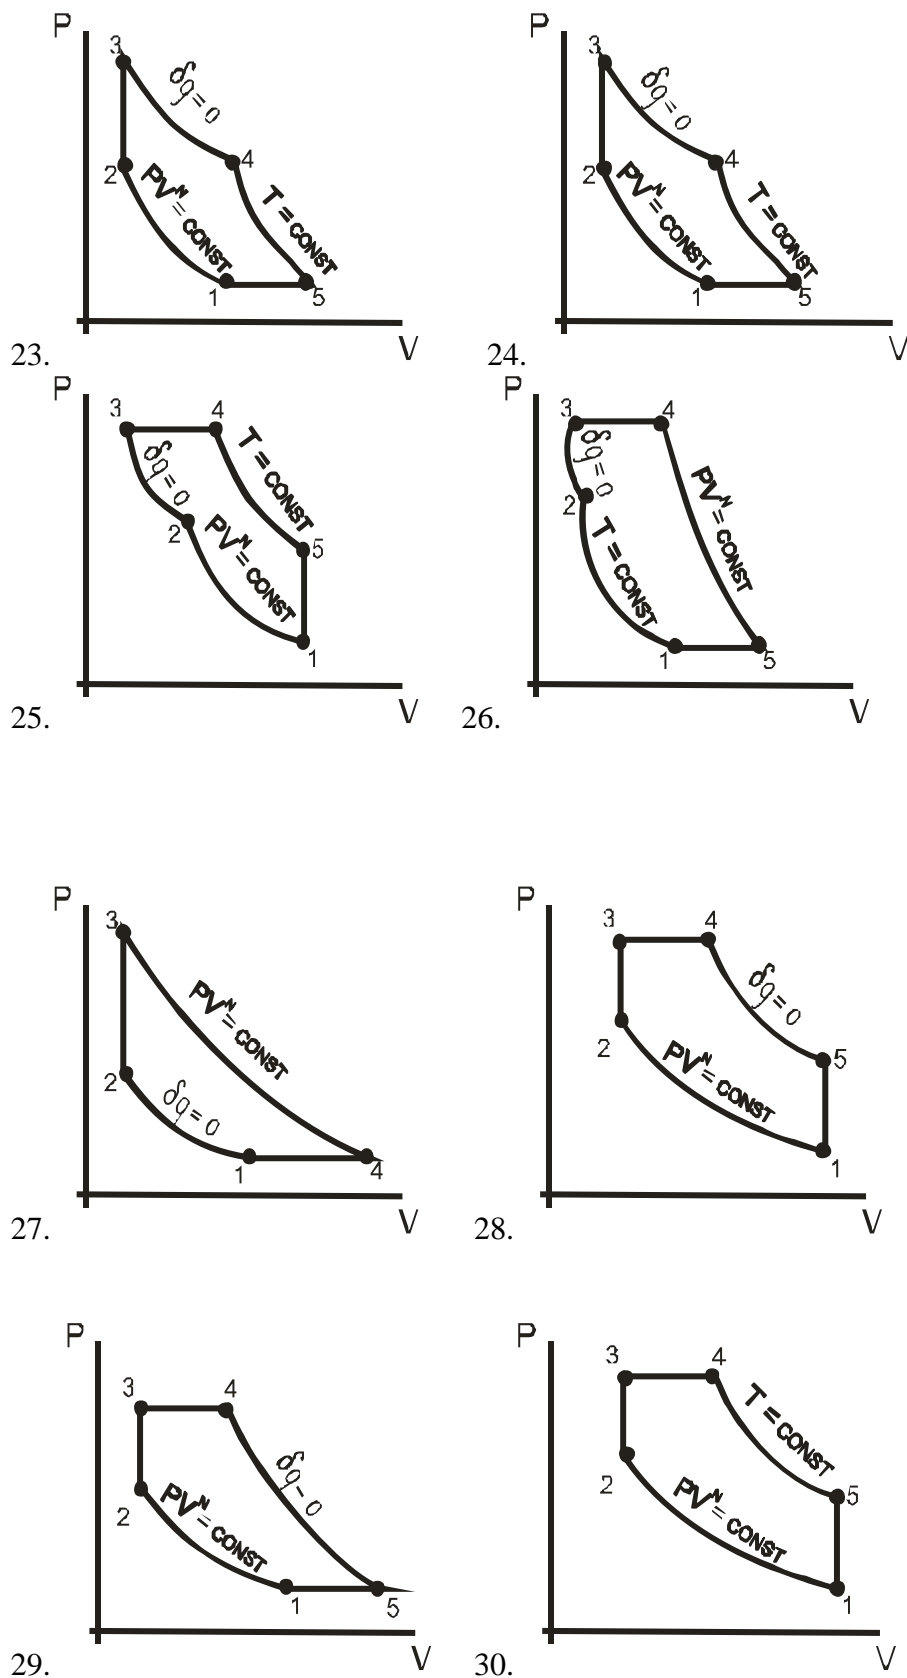 P
3
δq=0
2
4
PV^N=CONST
T=CONST
1
5
V
23.
P
3
δq=0
2
4
PV^N=CONST
T=CONST
1
5
V
24.
P
3
4
δq=0
T=CONST
2
PV^N=CONST
5
1
V
25.
P
3
4
δq=0
PV^N=CONST
2
T=CONST
1
5
V
26.
P
3
PV^N=CONST
2
δq=0
1
4
V
27.
P
3
4
δq=0
2
PV^N=CONST
5
1
V
28.
P
3
4
δq-0
2
PV^N=CONST
1
5
V
29.
P
3
4
T=CONST
2
PV^N=CONST
5
1
V
30.